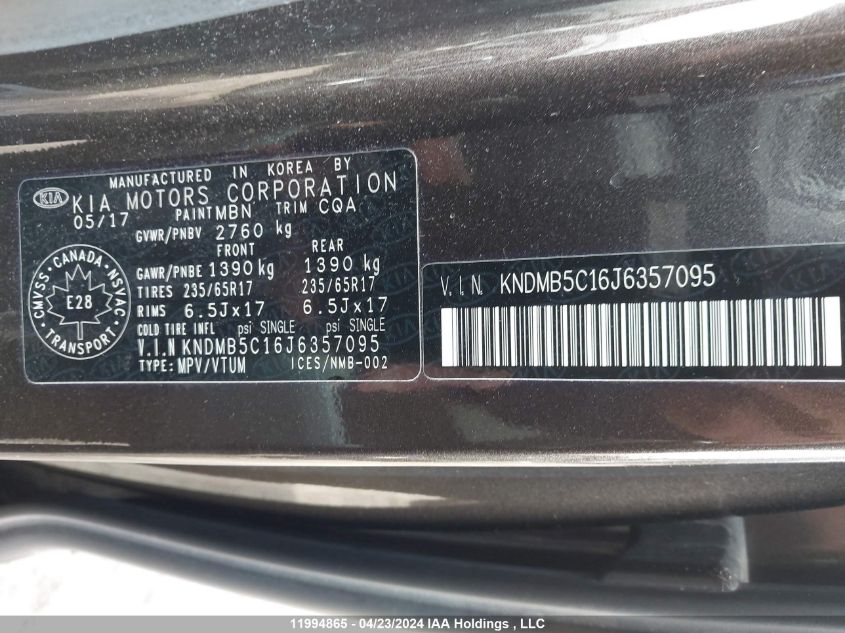 MANUFACTURED IN KOREA BY
KIA KIA MOTORS CORPORATION
05/17 PAINT MBN TRIM CQA
GVWR/PNBV 2760 kg
FRONT REAR
GAWR/PNBE 1390 kg 1390 kg
TIRES 235/65R17 235/65R17
RIMS 6.5Jx17 6.5Jx17
COLD TIRE INFL psi SINGLE psi SINGLE
V.I.N KNDMB5C16J6357095
TYPE: MPV/VTUM ICES/NMB-002
CMVSS - CANADA - NSVAC
E28
TRANSPORT
V.I.N. KNDMB5C16J6357095
11994865 - 04/23/2024 IAA Holdings , LLC